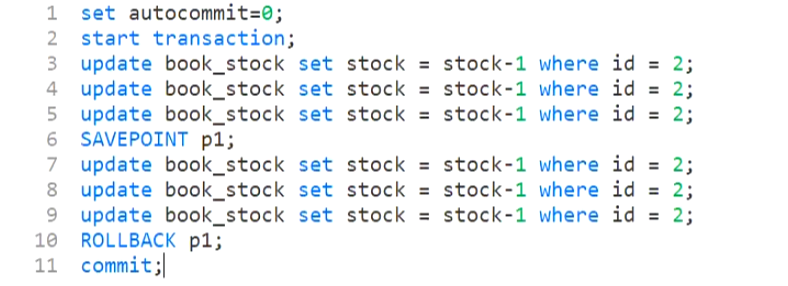 1 set autocommit=0;
2 start transaction;
3 update book_stock set stock = stock-1 where id = 2;
4 update book_stock set stock = stock-1 where id = 2;
5 update book_stock set stock = stock-1 where id = 2;
6 SAVEPOINT p1;
7 update book_stock set stock = stock-1 where id = 2;
8 update book_stock set stock = stock-1 where id = 2;
9 update book_stock set stock = stock-1 where id = 2;
10 ROLLBACK p1;
11 commit;